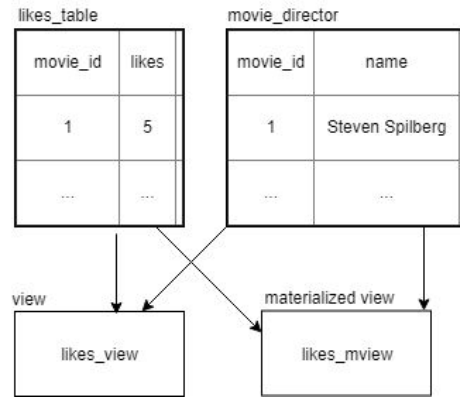 likes_table
movie_director
movie_id likes
movie_id name
1 5
1 Steven Spilberg
... ...
... ...
view
materialized view
likes_view
likes_mview